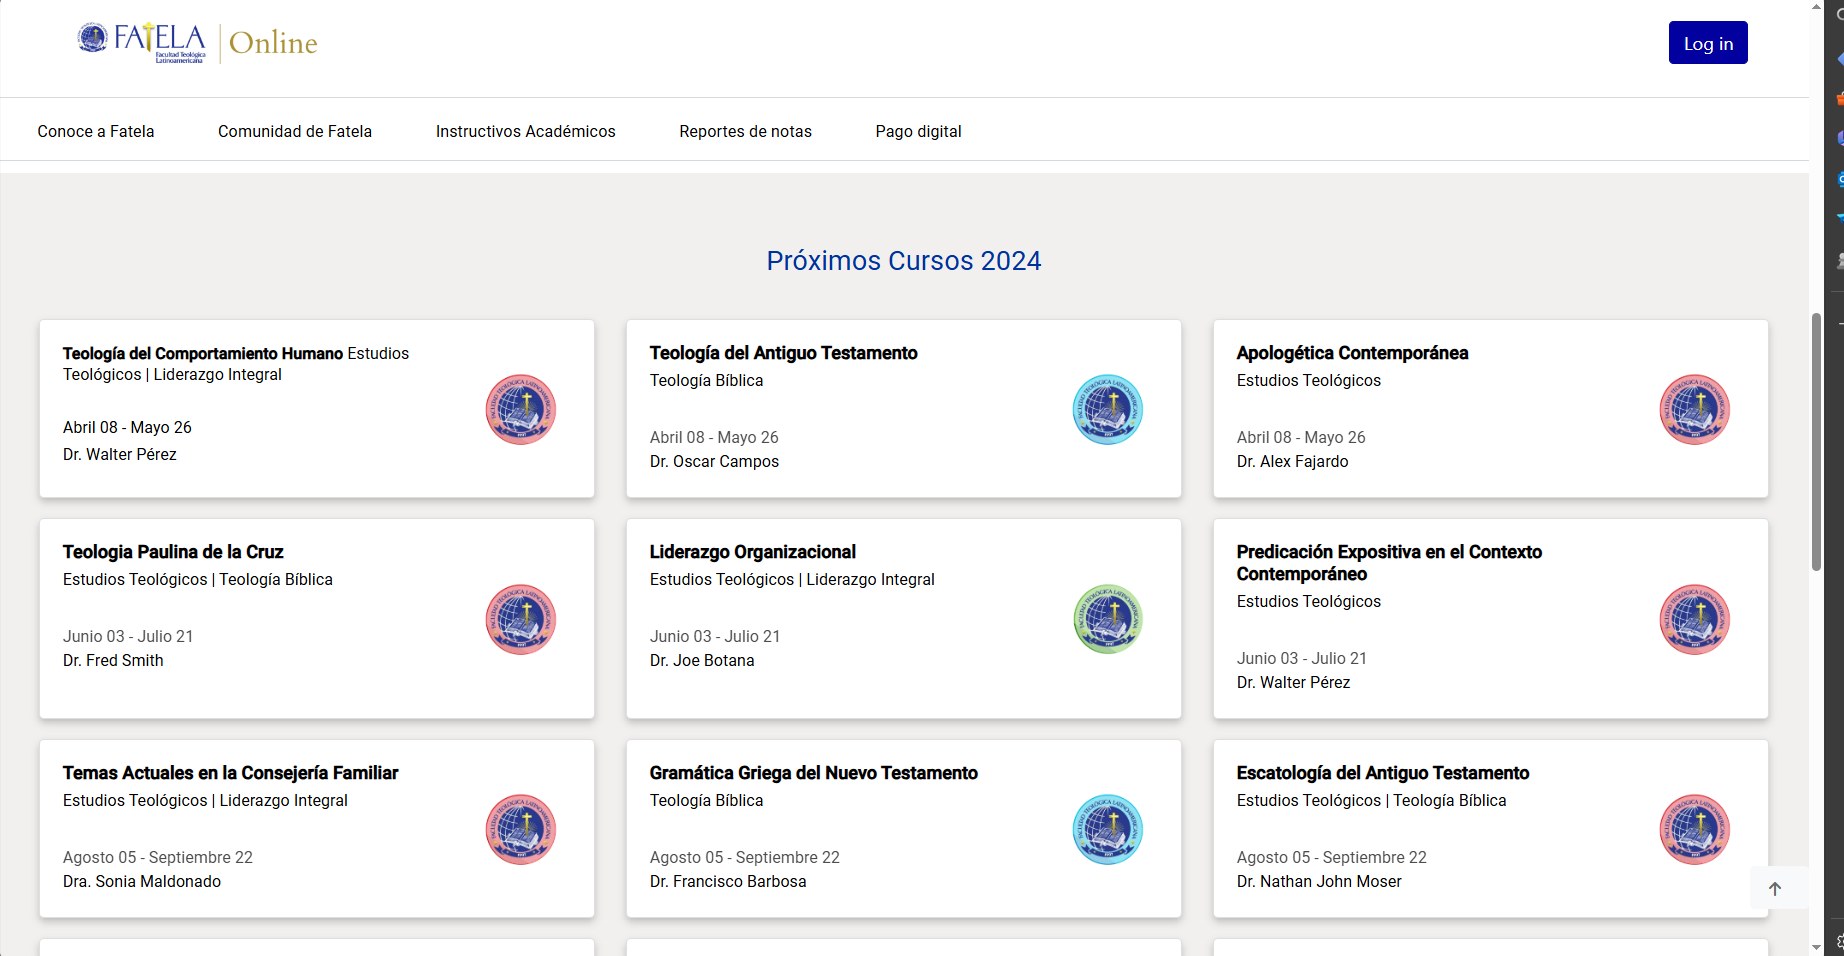 FATELA
Facultad Teológica
Latinoamericana
Online
Log in
Conoce a Fatela
Comunidad de Fatela
Instructivos Académicos
Reportes de notas
Pago digital
Próximos Cursos 2024
Teología del Comportamiento Humano Estudios
Teológicos | Liderazgo Integral
Abril 08 - Mayo 26
Dr. Walter Pérez
Teología del Antiguo Testamento
Teología Bíblica
Abril 08 - Mayo 26
Dr. Oscar Campos
Apologética Contemporánea
Estudios Teológicos
Abril 08 - Mayo 26
Dr. Alex Fajardo
Teologia Paulina de la Cruz
Estudios Teológicos | Teología Bíblica
Junio 03 - Julio 21
Dr. Fred Smith
Liderazgo Organizacional
Estudios Teológicos | Liderazgo Integral
Junio 03 - Julio 21
Dr. Joe Botana
Predicación Expositiva en el Contexto
Contemporáneo
Estudios Teológicos
Junio 03 - Julio 21
Dr. Walter Pérez
Temas Actuales en la Consejería Familiar
Estudios Teológicos | Liderazgo Integral
Agosto 05 - Septiembre 22
Dra. Sonia Maldonado
Gramática Griega del Nuevo Testamento
Teología Bíblica
Agosto 05 - Septiembre 22
Dr. Francisco Barbosa
Escatología del Antiguo Testamento
Estudios Teológicos | Teología Bíblica
Agosto 05 - Septiembre 22
Dr. Nathan John Moser